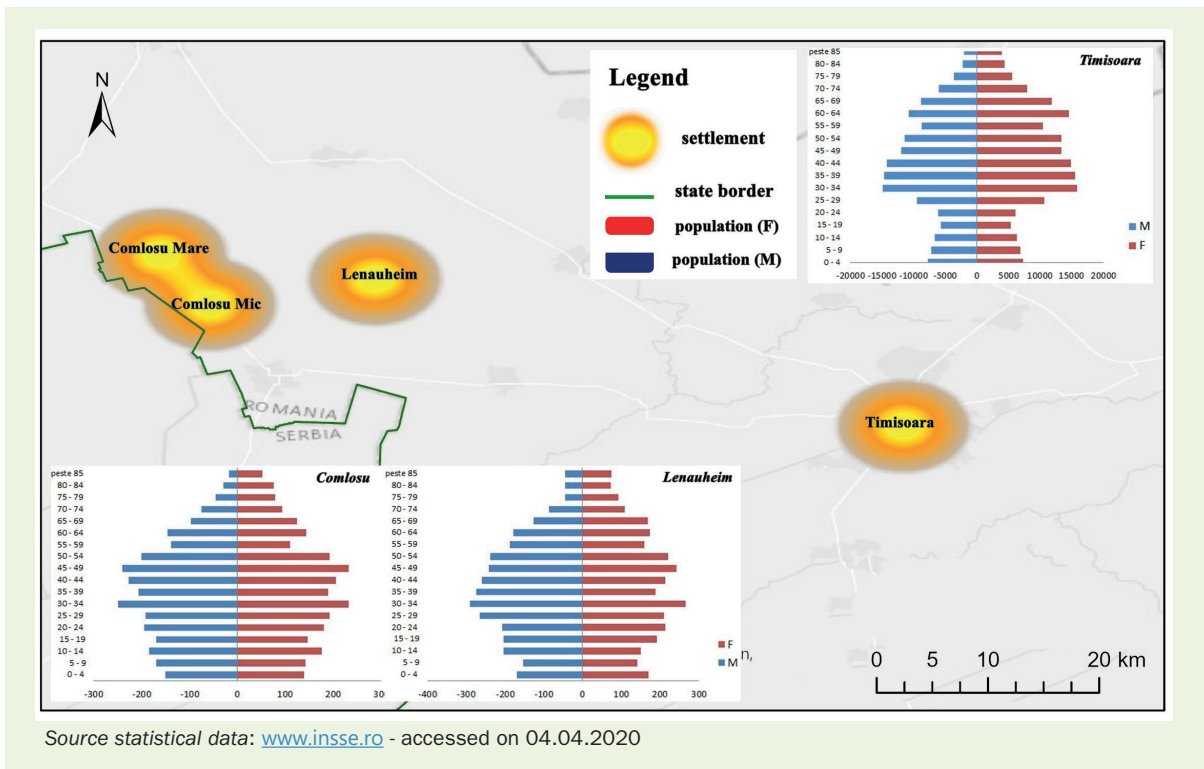 N
Legend
settlement
state border
population (F)
population (M)
Timisoara
peste 85
80 - 84
75 - 79
70 - 74
65 - 69
60 - 64
55 - 59
50 - 54
45 - 49
40 - 44
35 - 39
30 - 34
25 - 29
20 - 24
15 - 19
10 - 14
5 - 9
0 - 4
M
F
-20000 -15000 -10000 -5000 0 5000 10000 15000 20000
Comlosu Mare
Comlosu Mic
Lenauheim
Timisoara
ROMANIA
SERBIA
Comlosu
peste 85
80 - 84
75 - 79
70 - 74
65 - 69
60 - 64
55 - 59
50 - 54
45 - 49
40 - 44
35 - 39
30 - 34
25 - 29
20 - 24
15 - 19
10 - 14
5 - 9
0 - 4
-300 -200 -100 0 100 200 30
Lenauheim
peste 85
80 - 84
75 - 79
70 - 74
65 - 69
60 - 64
55 - 59
50 - 54
45 - 49
40 - 44
35 - 39
30 - 34
25 - 29
20 - 24
15 - 19
10 - 14
5 - 9
0 - 4
F
M
n,
-400 -300 -200 -100 0 100 200 300
0 5 10 20 km
Source statistical data: www.insse.ro - accessed on 04.04.2020